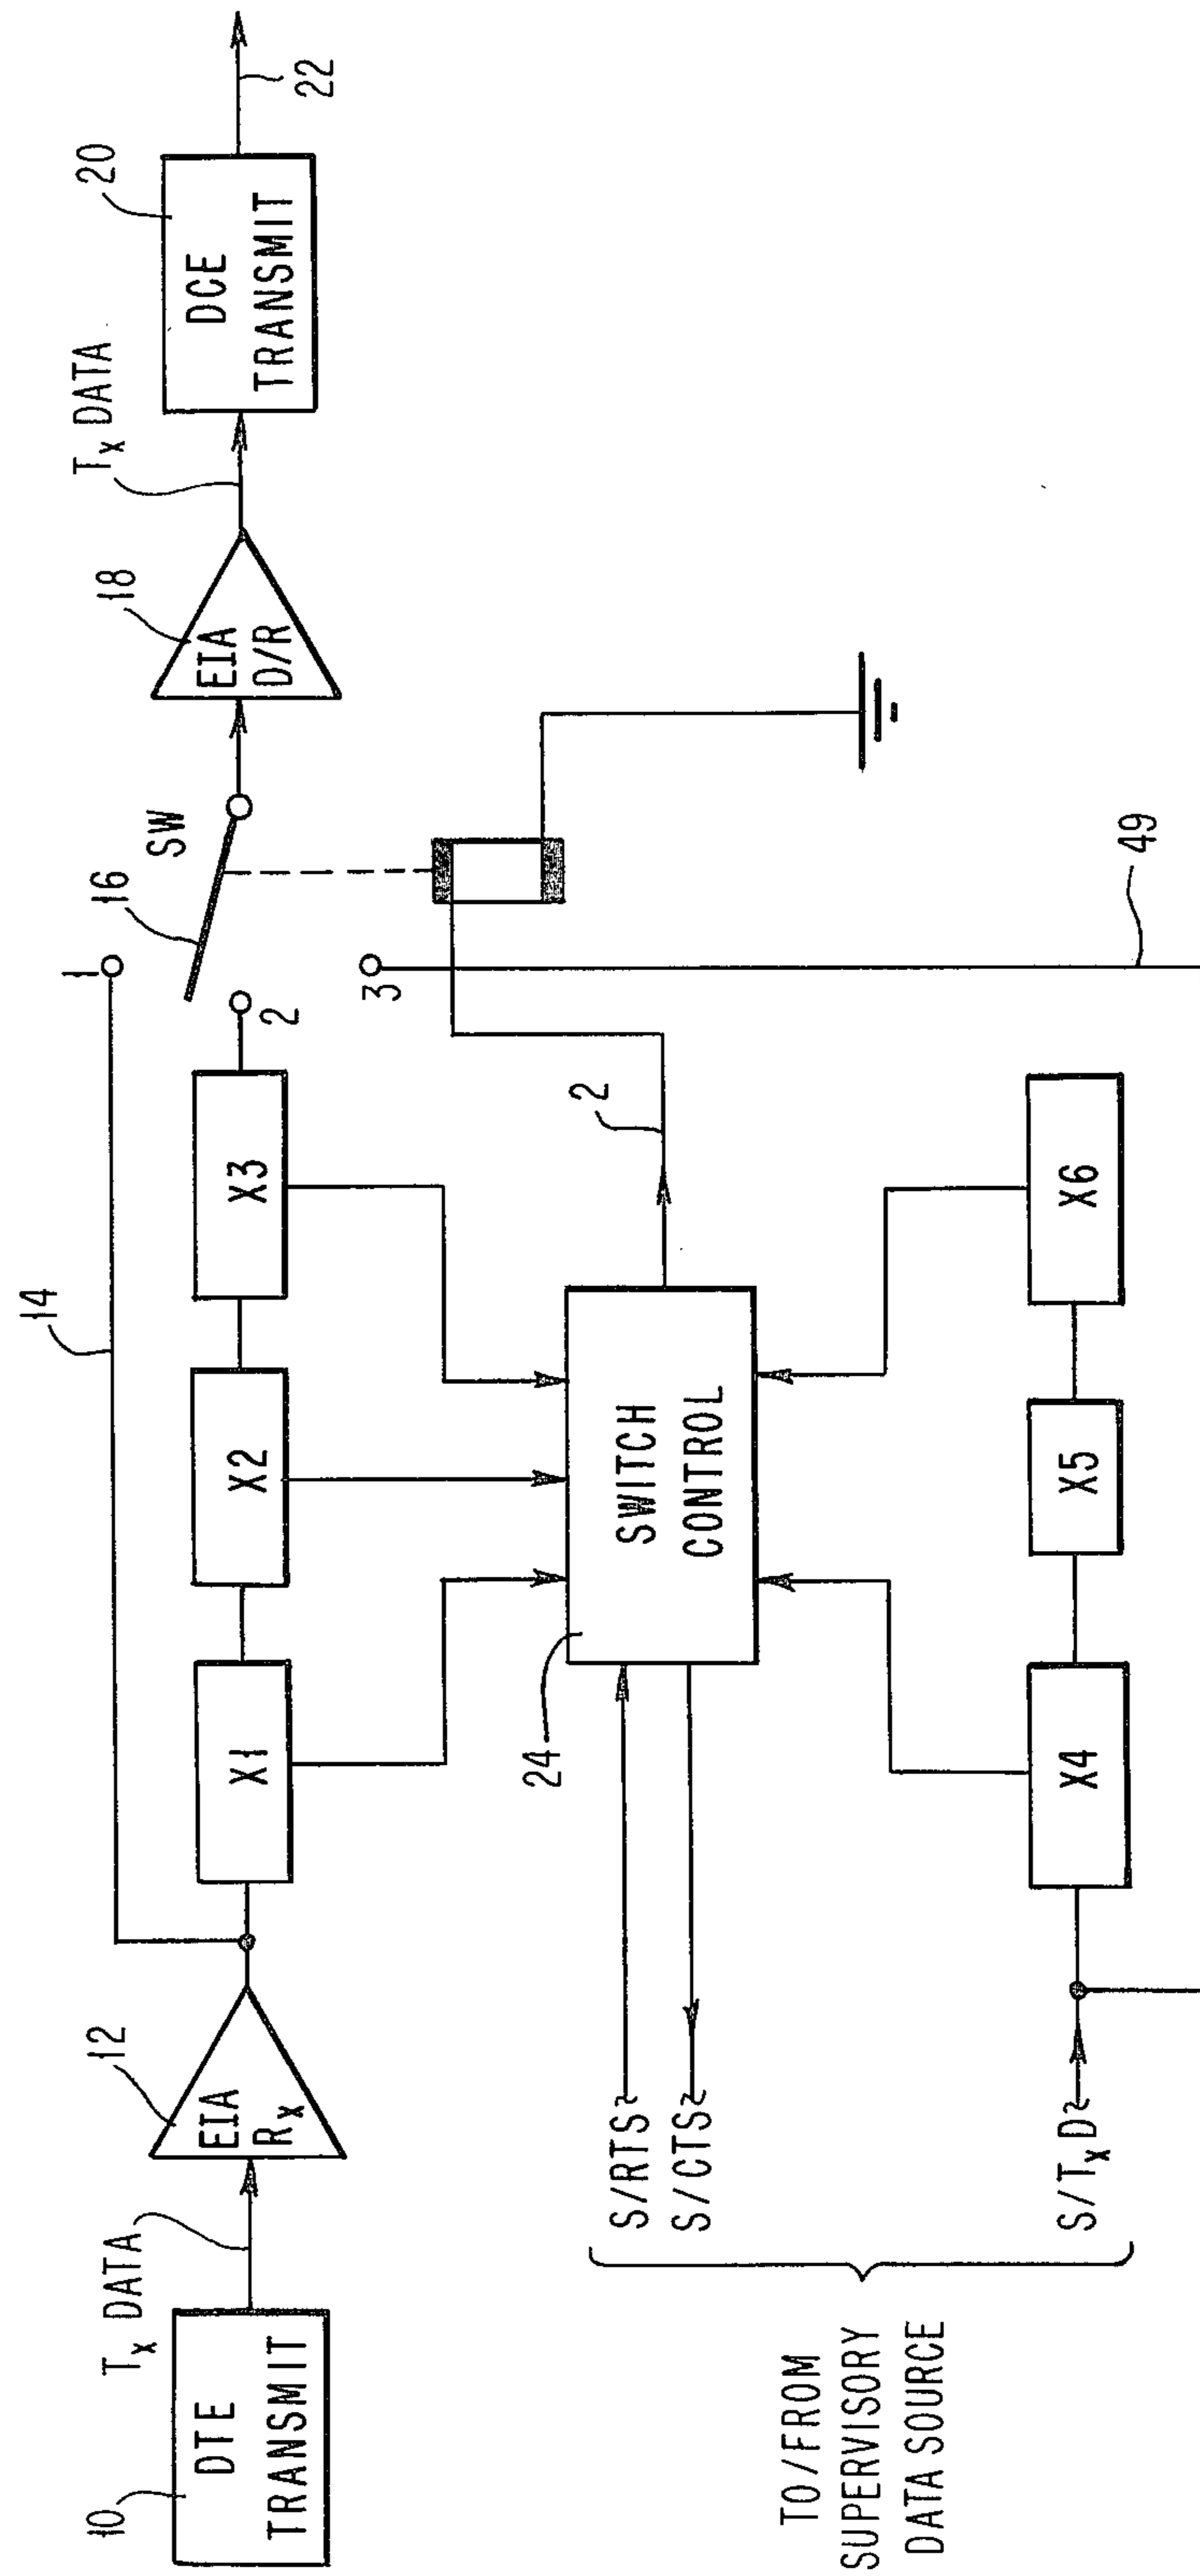 10
DTE
TRANSMIT
Tx DATA
12
EIA
Rx
14
X1
X2
X3
1
2
3
16
SW
18
EIA
D/R
Tx DATA
20
DCE
TRANSMIT
22
24
SWITCH
CONTROL
2
49
S/RTS
S/CTS
S/TxD
TO/FROM
SUPERVISORY
DATA SOURCE
X4
X5
X6